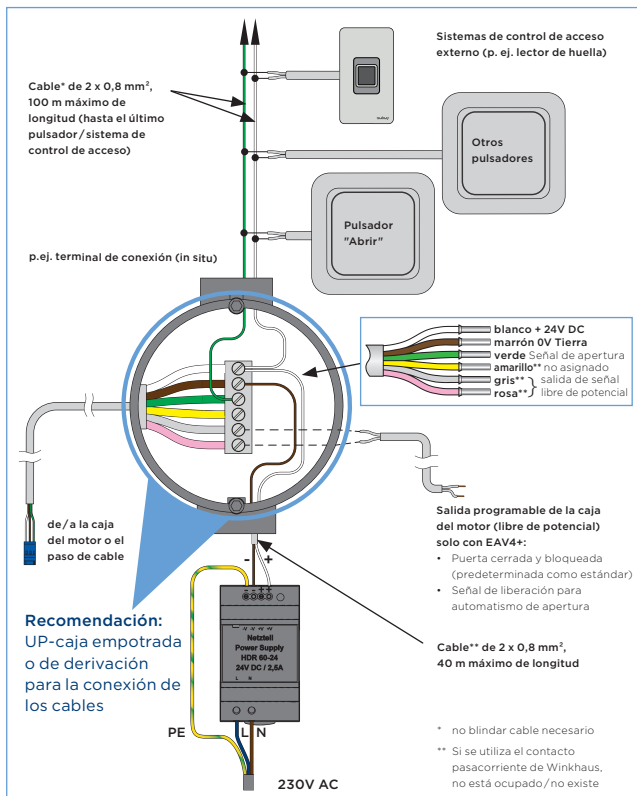 Sistemas de control de acceso
externo (p. ej. lector de huella)
Cable* de 2 x 0,8 mm²,
100 m máximo de
longitud (hasta el último
pulsador/sistema de
control de acceso)
Otros
pulsadores
Pulsador
"Abrir"
p.ej. terminal de conexión (in situ)
blanco + 24V DC
marrón 0V Tierra
verde Señal de apertura
amarillo** no asignado
gris** salida de señal
rosa** libre de potencial
de/a la caja
del motor o el
paso de cable
Salida programable de la caja
del motor (libre de potencial)
solo con EAV4+:
• Puerta cerrada y bloqueada
(predeterminada como estándar)
• Señal de liberación para
automatismo de apertura
- +
Recomendación:
UP-caja empotrada
o de derivación
para la conexión de
los cables
-V -V +V +V
Netzteil
Power Supply
HDR 60-24
24V DC / 2,5A
L N
Cable** de 2 x 0,8 mm²,
40 m máximo de longitud
PE L N
230V AC
* no blindar cable necesario
** Si se utiliza el contacto
pasacorriente de Winkhaus,
no está ocupado/no existe